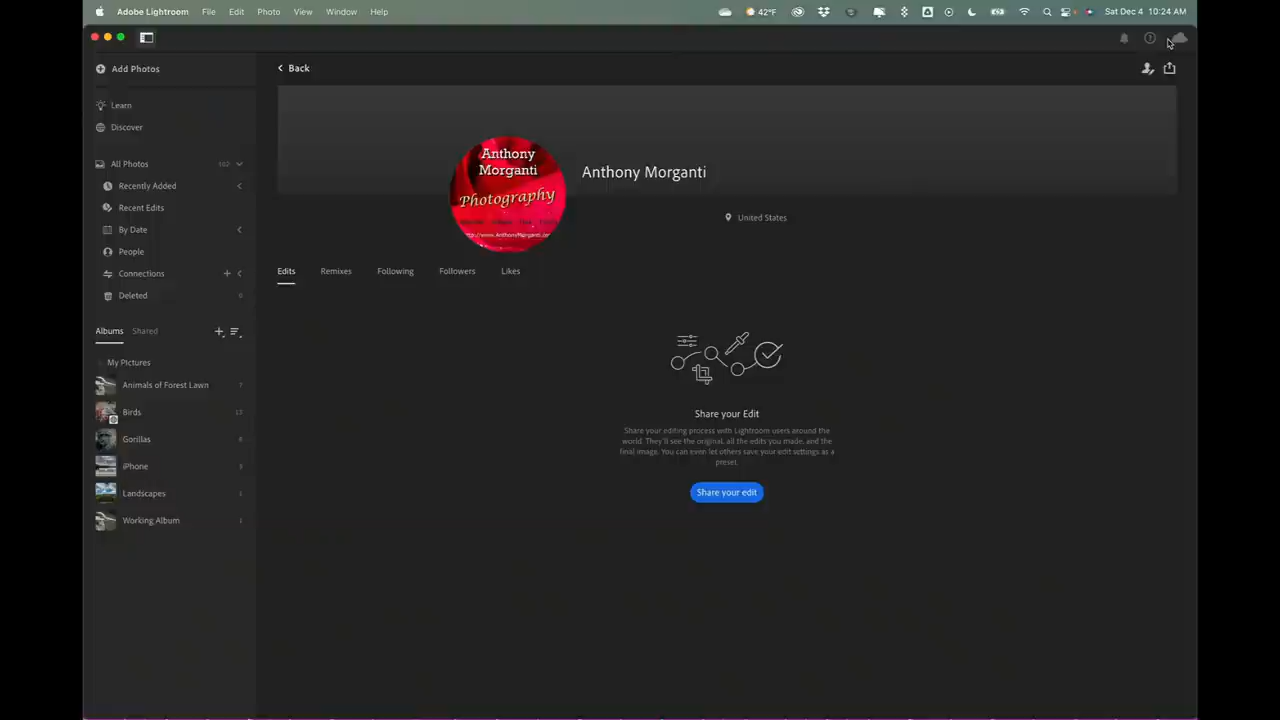 Adobe Lightroom File Edit Photo View Window Help 42°F Sat Dec 4 10:24 AM
Add Photos
Back
Learn
Discover
All Photos 102
Recently Added
Recent Edits
By Date
People
Connections
Deleted 0
Albums Shared
My Pictures
Animals of Forest Lawn 7
Birds 13
Gorillas 8
iPhone
Landscapes 1
Working Album 1
Anthony
Morganti
Photography
Anthony Morganti
United States
Edits Remixes Following Followers Likes
Share your Edit
Share your editing process with Lightroom users around the
world. They'll see the original, all the edits you made, and the
final image. You can even let others save your edit settings as a
preset.
Share your edit